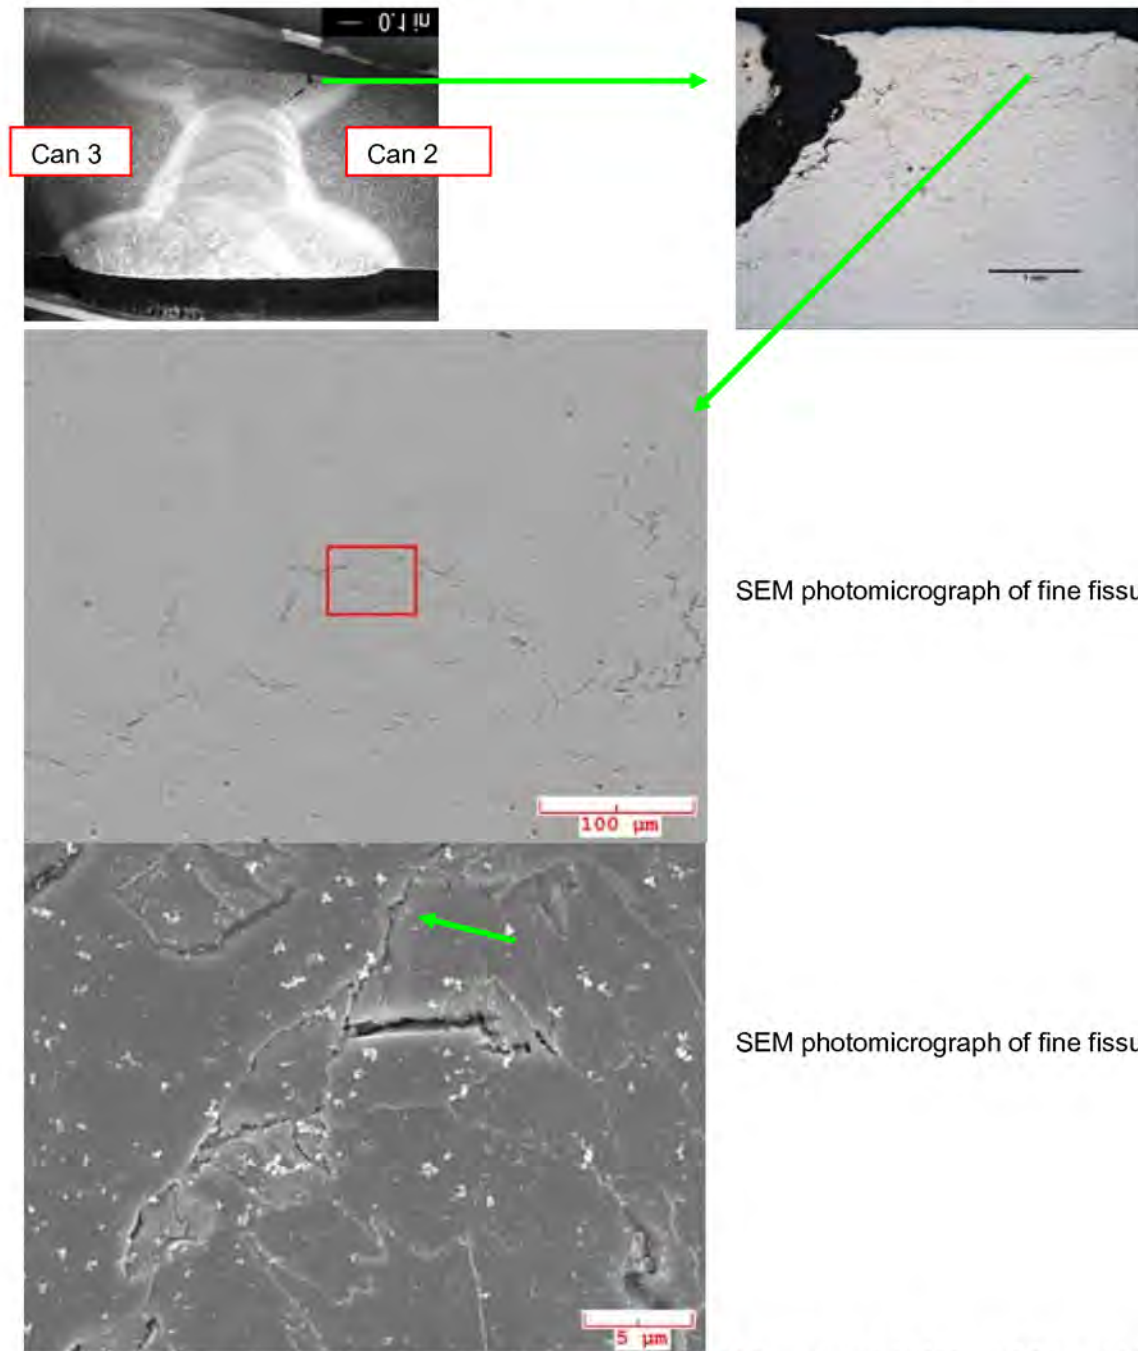 0.1 in
Can 3
Can 2
100 µm
SEM photomicrograph of fine fissu
SEM photomicrograph of fine fissu
5 µm